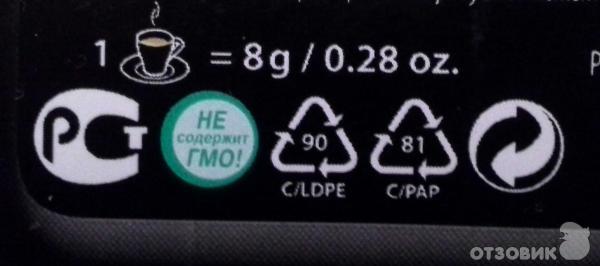 1 = 8g / 0.28 oz.
РСТ
НЕ
содержит
ГМО!
90
C/LDPE
81
C/PAP
ОТЗОВИК